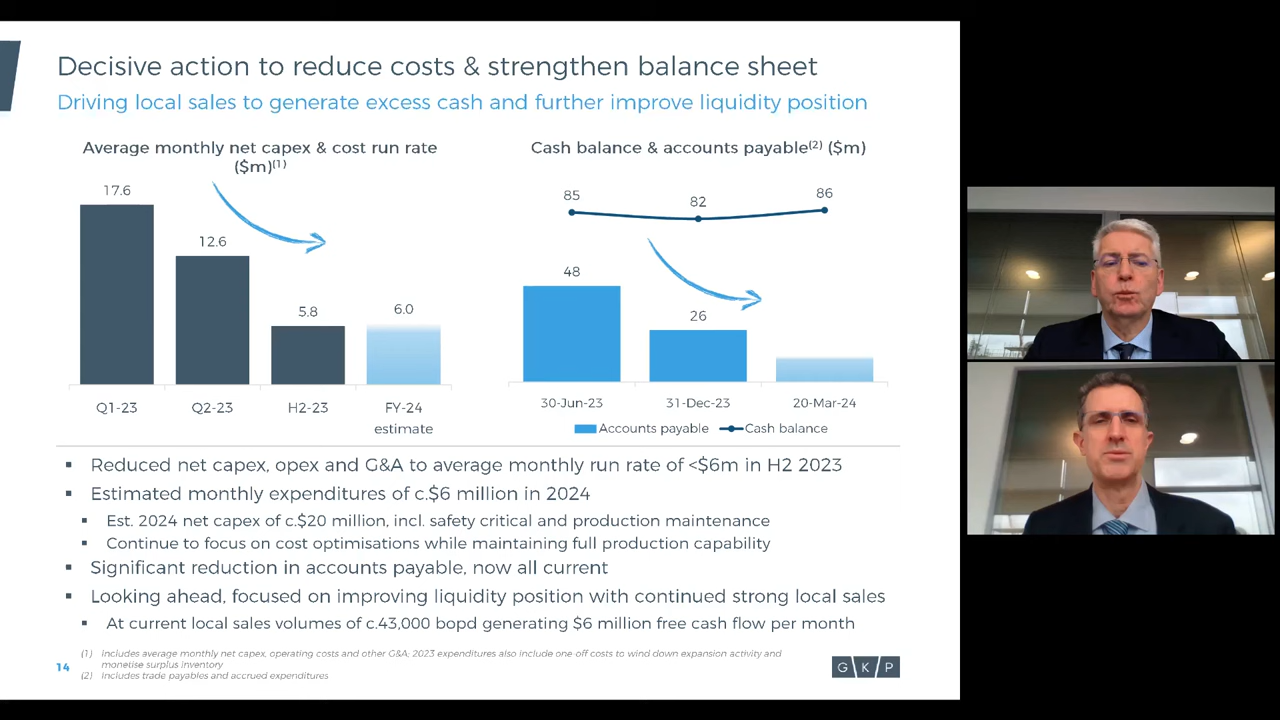 Decisive action to reduce costs & strengthen balance sheet
Driving local sales to generate excess cash and further improve liquidity position
Average monthly net capex & cost run rate
($m)(1)
17.6
12.6
5.8
6.0
Q1-23
Q2-23
H2-23
FY-24
estimate
Cash balance & accounts payable(2) ($m)
85
82
86
48
26
30-Jun-23
31-Dec-23
20-Mar-24
Accounts payable
Cash balance
▪ Reduced net capex, opex and G&A to average monthly run rate of <$6m in H2 2023
▪ Estimated monthly expenditures of c.$6 million in 2024
▪ Est. 2024 net capex of c.$20 million, incl. safety critical and production maintenance
▪ Continue to focus on cost optimisations while maintaining full production capability
▪ Significant reduction in accounts payable, now all current
▪ Looking ahead, focused on improving liquidity position with continued strong local sales
▪ At current local sales volumes of c.43,000 bopd generating $6 million free cash flow per month
(1) Includes average monthly net capex, operating costs and other G&A; 2023 expenditures also include one off costs to wind down expansion activity and
monetise surplus inventory
(2) Includes trade payables and accrued expenditures
14
GKP